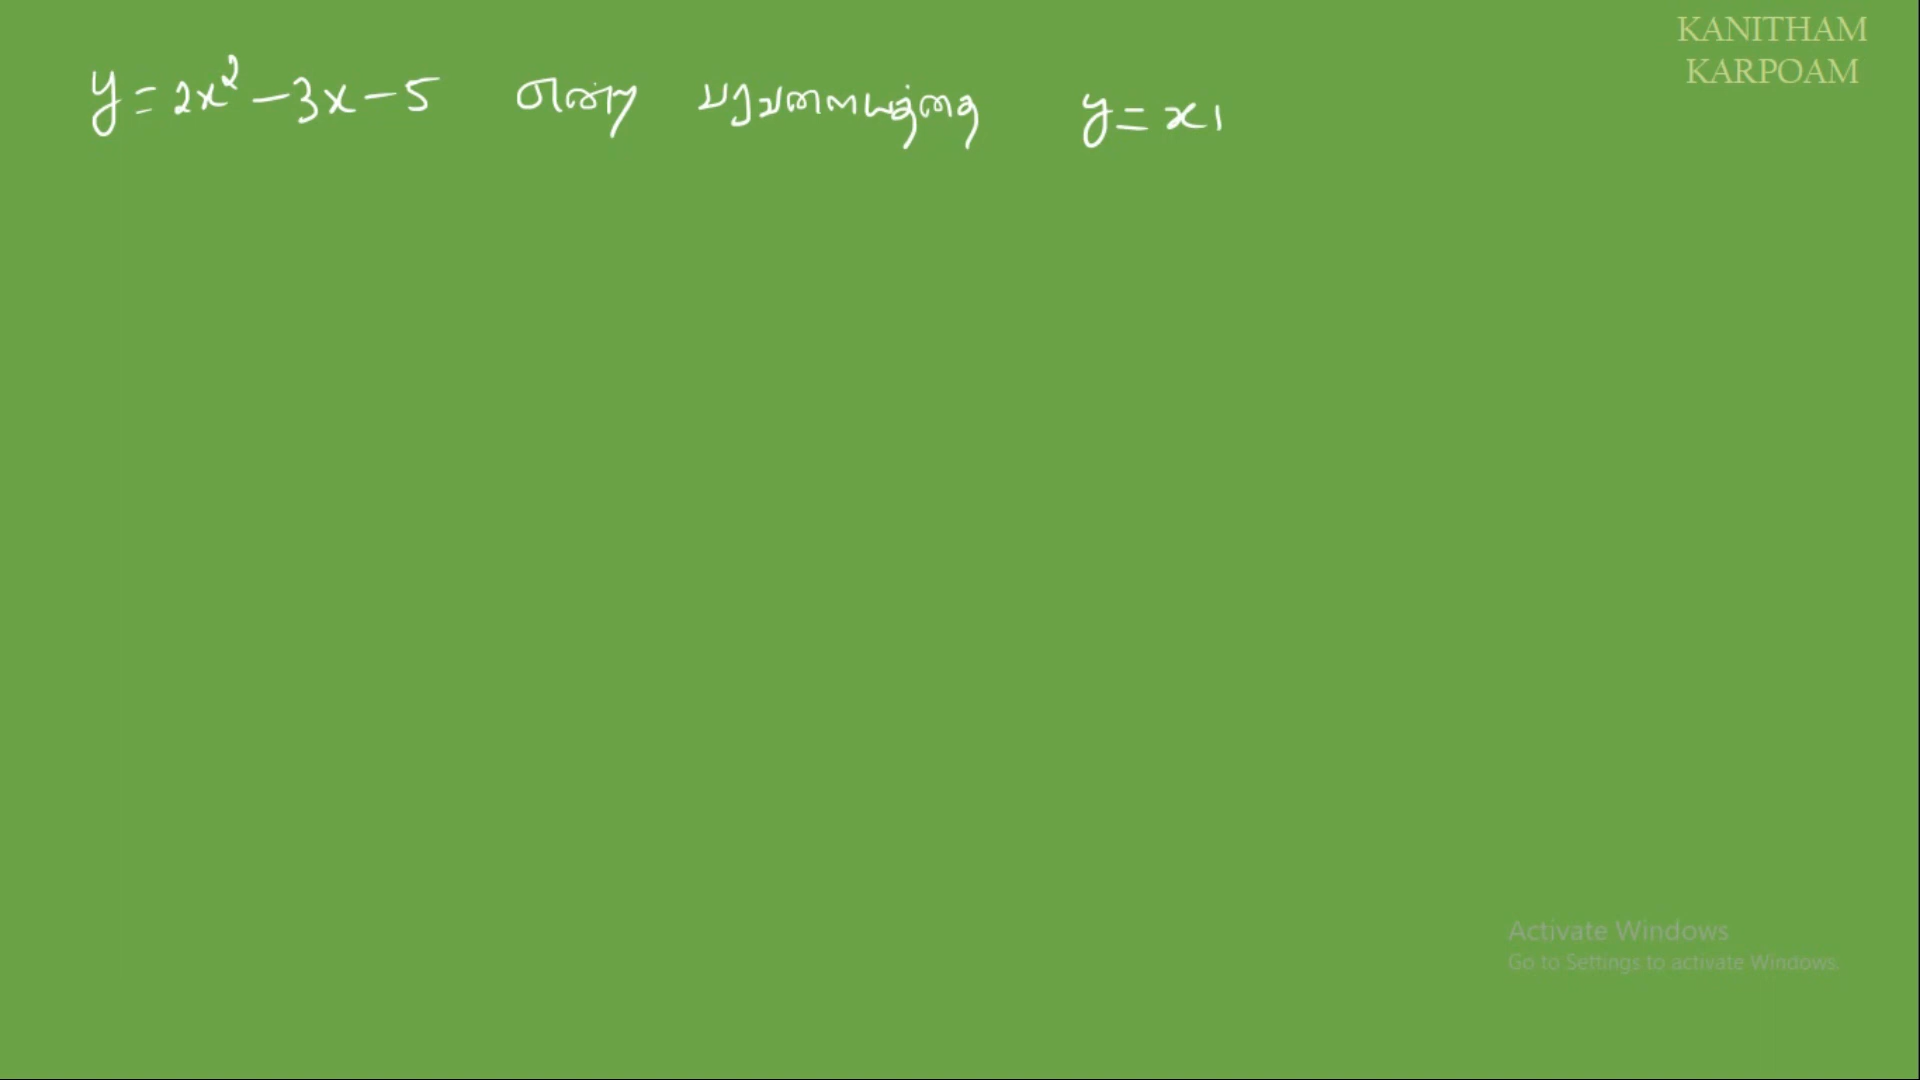 KANITHAM
KARPOAM
y = 2x² - 3x - 5 என்ற பரவளையத்தை y = x
Activate Windows
Go to Settings to activate Windows.